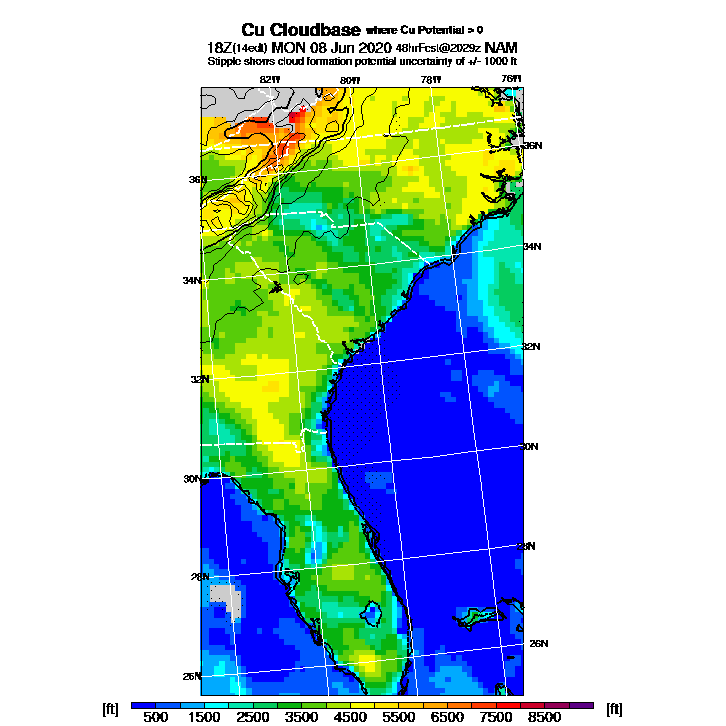 Cu Cloudbase where Cu Potential > 0
18Z(14edt) MON 08 Jun 2020 48hrFcst@2029z NAM
Stipple shows cloud formation potential uncertainty of +/- 1000 ft
82W 80W 78W 76W
36N 36N
34N 34N
32N 32N
30N 30N
28N 28N
26N 26N
[ft] 500 1500 2500 3500 4500 5500 6500 7500 8500 [ft]